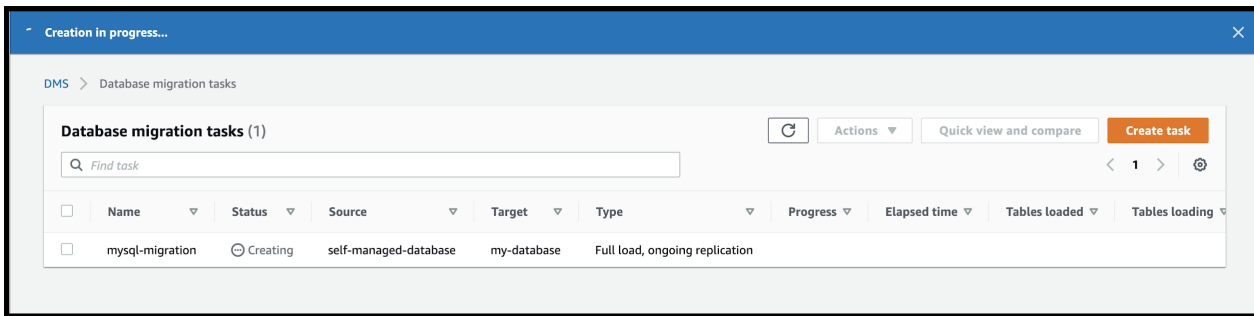 Creation in progress...
DMS > Database migration tasks
Database migration tasks (1)
Actions
Quick view and compare
Create task
Find task
1
Name Status Source Target Type Progress Elapsed time Tables loaded Tables loading
mysql-migration Creating self-managed-database my-database Full load, ongoing replication